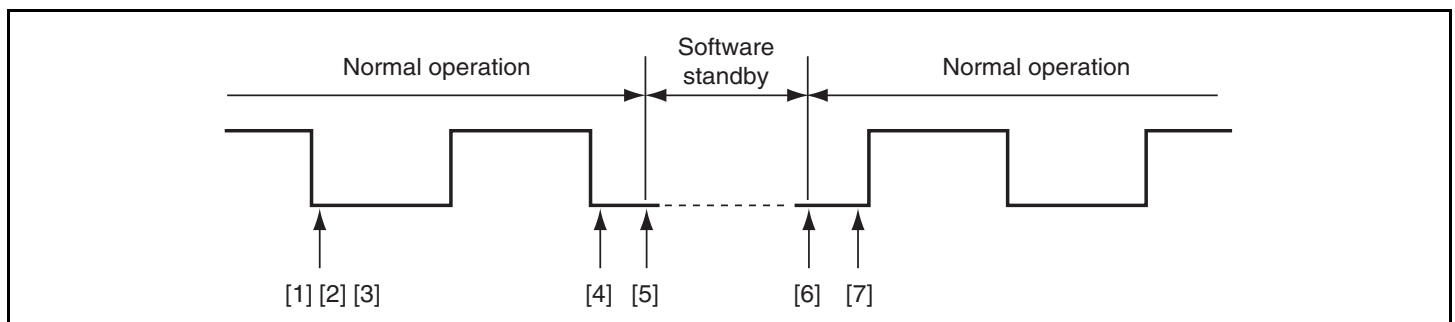 Normal operation
Software
standby
Normal operation
[1] [2] [3]
[4]
[5]
[6]
[7]